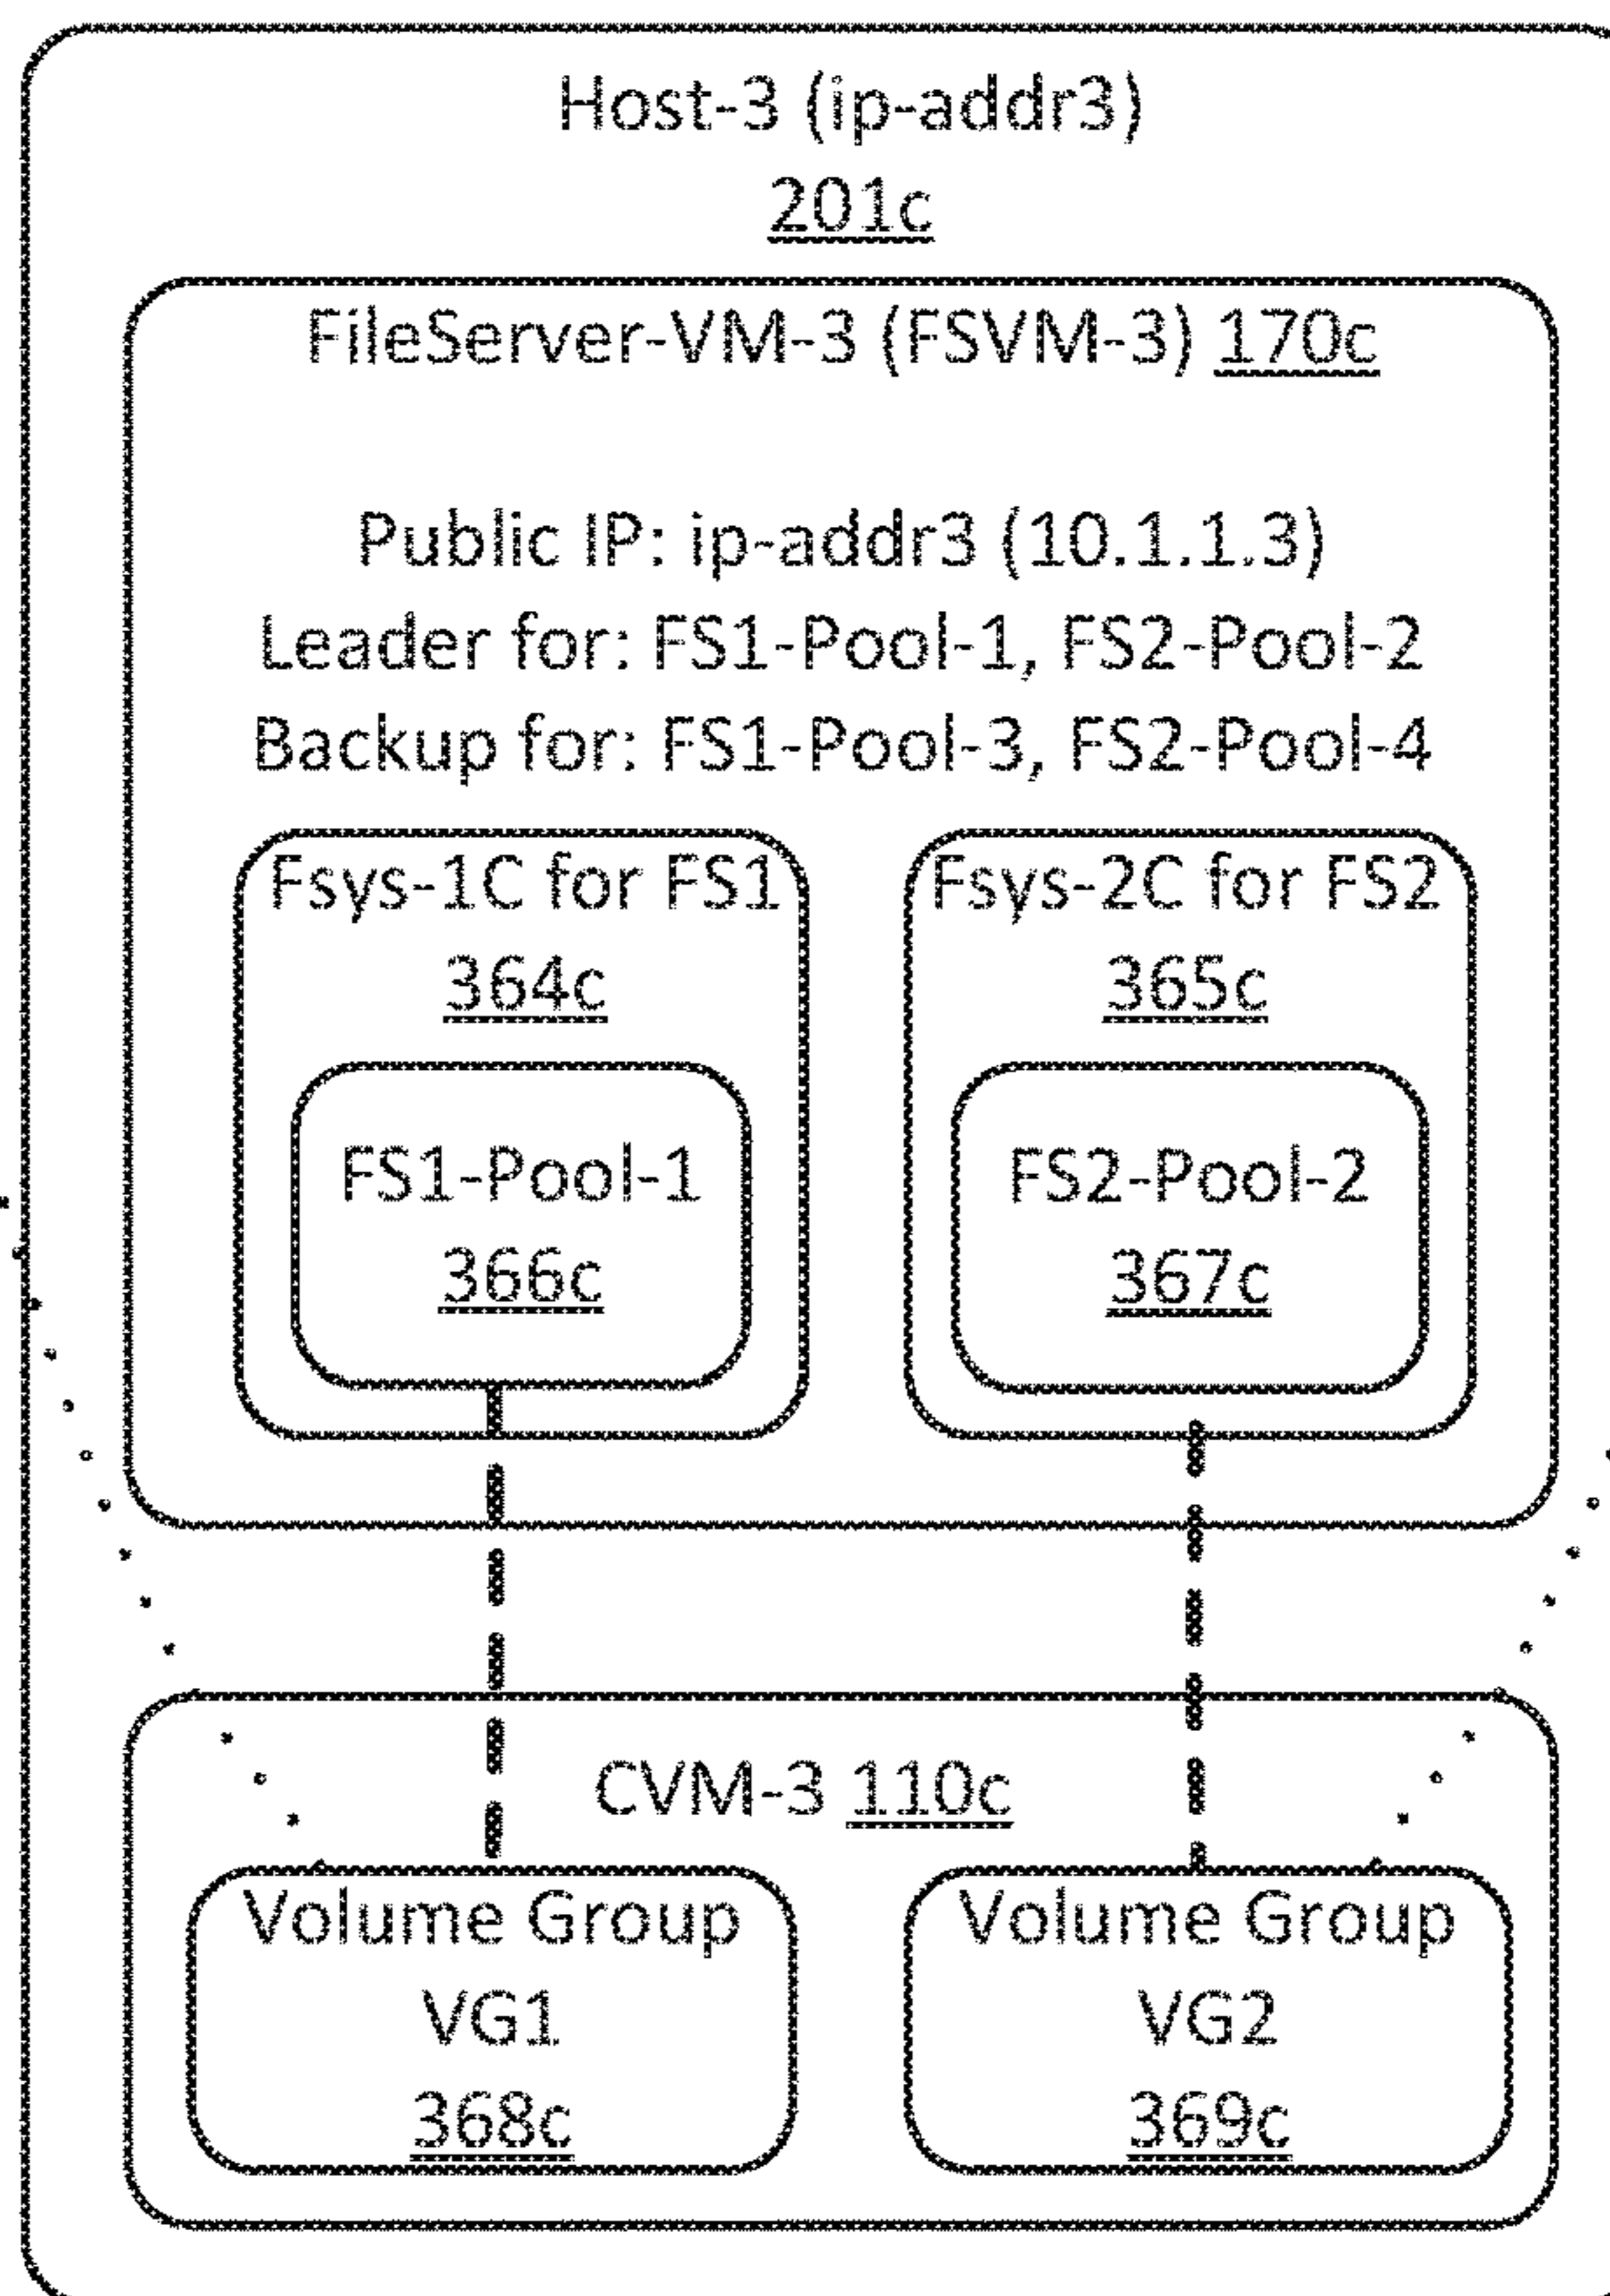 Host-3 (ip-addr3)
201c
FileServer-VM-3 (FSVM-3) 170c
Public IP: ip-addr3 (10.1.1.3)
Leader for: FS1-Pool-1, FS2-Pool-2
Backup for: FS1-Pool-3, FS2-Pool-4
Fsys-1C for FS1
364c
FS1-Pool-1
366c
Fsys-2C for FS2
365c
FS2-Pool-2
367c
CVM-3 110c
Volume Group
VG1
368c
Volume Group
VG2
369c